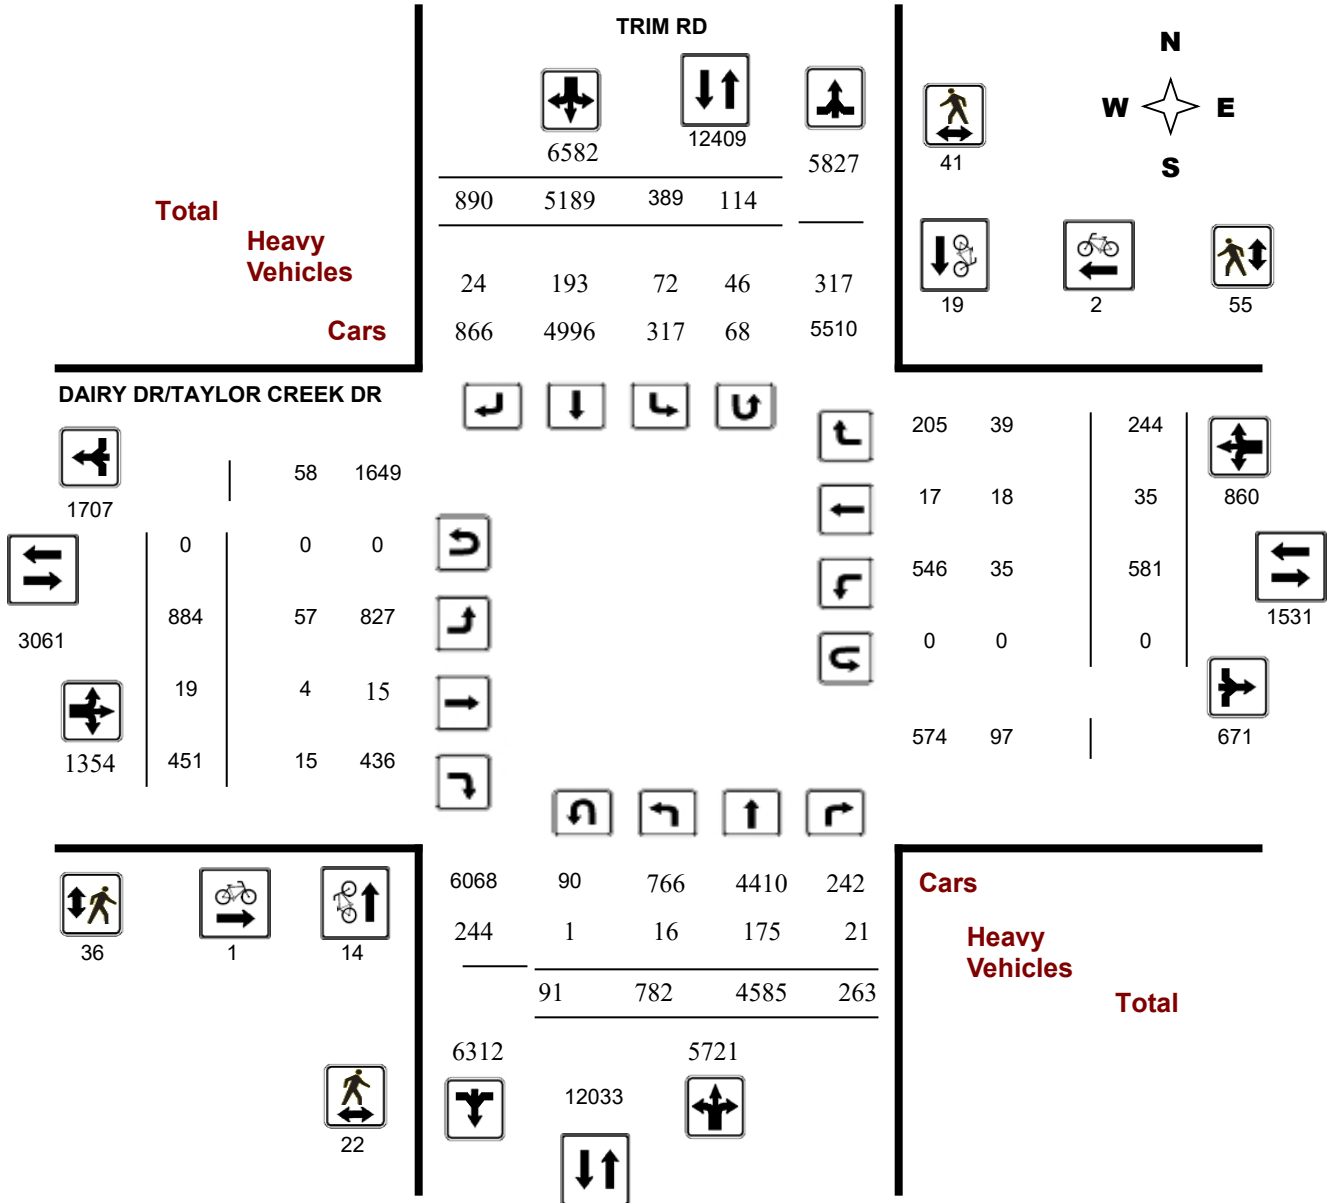 TRIM RD
N
W E
S
6582
12409
5827
41
890 5189 389 114
Total
Heavy
Vehicles
24 193 72 46 317
19 2 55
Cars
866 4996 317 68 5510
DAIRY DR/TAYLOR CREEK DR
205 39 244
58 1649
1707
17 18 35 860
0 0 0
546 35 581
884 57 827
1531
3061
0 0 0
19 4 15
574 97 671
1354 451 15 436
6068 90 766 4410 242
Cars
244 1 16 175 21
Heavy
Vehicles
36 1 14
91 782 4585 263
Total
6312 5721
12033
22